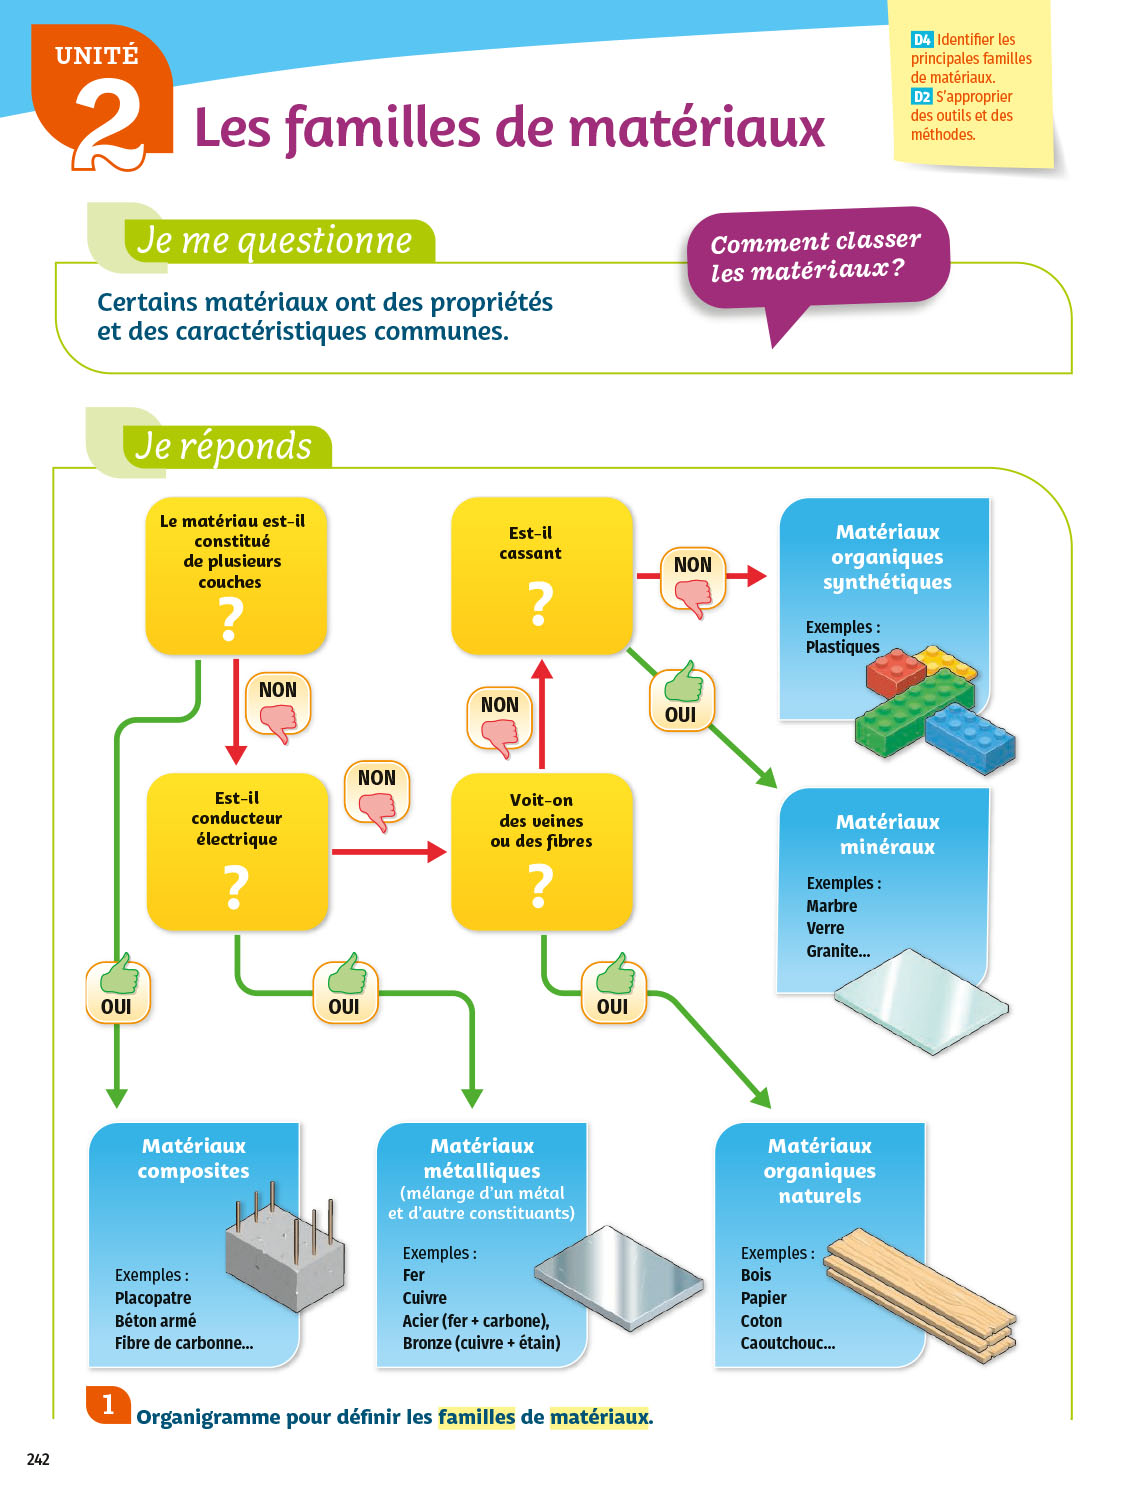 UNITÉ
2
Les familles de matériaux
D4 Identifier les
principales familles
de matériaux.
D2 S'approprier
des outils et des
méthodes.
Je me questionne
Comment classer
les matériaux ?
Certains matériaux ont des propriétés
et des caractéristiques communes.
Je réponds
Le matériau est-il
constitué
de plusieurs
couches
?
Est-il
cassant
?
NON
Matériaux
organiques
synthétiques
Exemples :
Plastiques
NON
NON
OUI
NON
Est-il
conducteur
électrique
?
Voit-on
des veines
ou des fibres
?
Matériaux
minéraux
Exemples :
Marbre
Verre
Granite...
OUI
OUI
OUI
Matériaux
composites
Exemples :
Placopatre
Béton armé
Fibre de carbonne...
Matériaux
métalliques
(mélange d'un métal
et d'autre constituants)
Exemples :
Fer
Cuivre
Acier (fer + carbone),
Bronze (cuivre + étain)
Matériaux
organiques
naturels
Exemples :
Bois
Papier
Coton
Caoutchouc...
1 Organigramme pour définir les familles de matériaux.
242